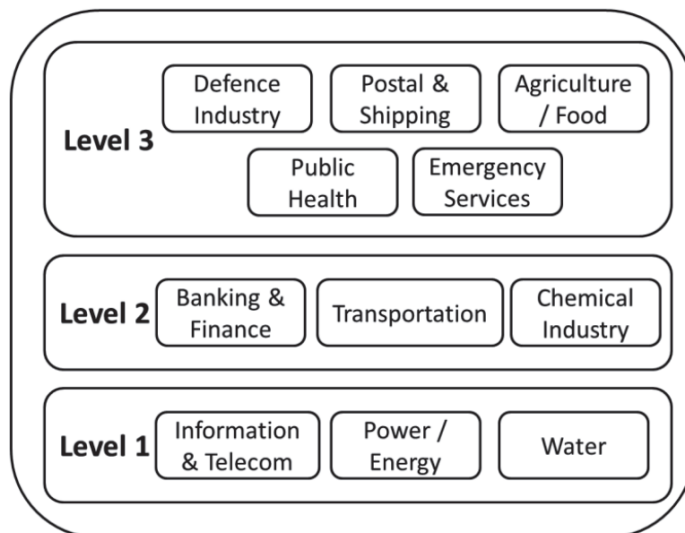 Level 3
Defence
Industry
Postal &
Shipping
Agriculture
/ Food
Public
Health
Emergency
Services
Level 2
Banking &
Finance
Transportation
Chemical
Industry
Level 1
Information
& Telecom
Power /
Energy
Water